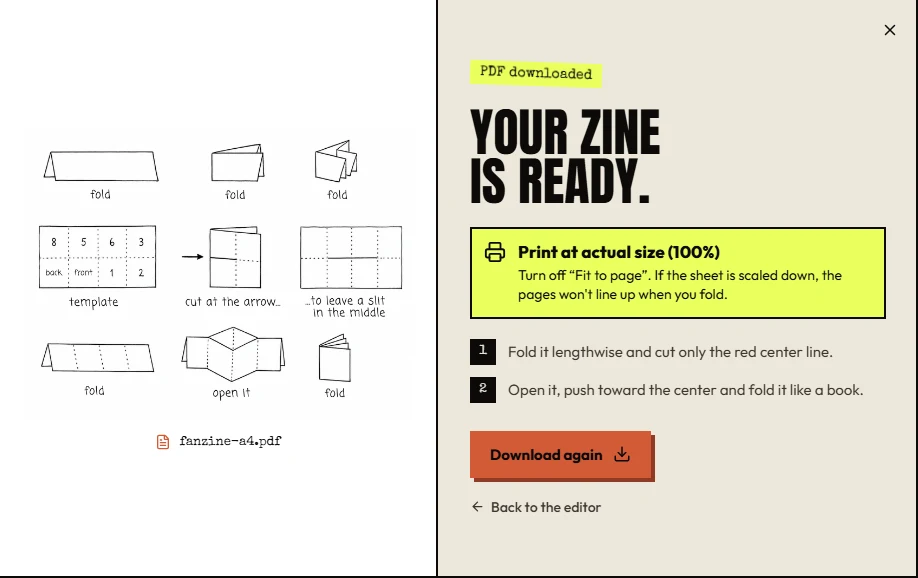 fold
fold
fold
8 5 6 3
back front 1 2
template
cut at the arrow...
...to leave a slit
in the middle
fold
open it
fold
fanzine-a4.pdf
PDF downloaded
YOUR ZINE
IS READY.
Print at actual size (100%)
Turn off “Fit to page”. If the sheet is scaled down, the
pages won't line up when you fold.
1 Fold it lengthwise and cut only the red center line.
2 Open it, push toward the center and fold it like a book.
Download again
Back to the editor